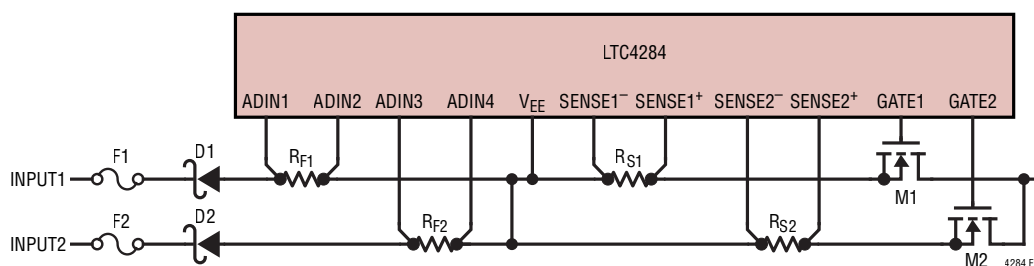 LTC4284
ADIN1 ADIN2 ADIN3 ADIN4 VEE SENSE1− SENSE1+ SENSE2− SENSE2+ GATE1 GATE2
F1 D1 RF1 RS1
INPUT1
M1
F2 D2 RF2 RS2
INPUT2
M2